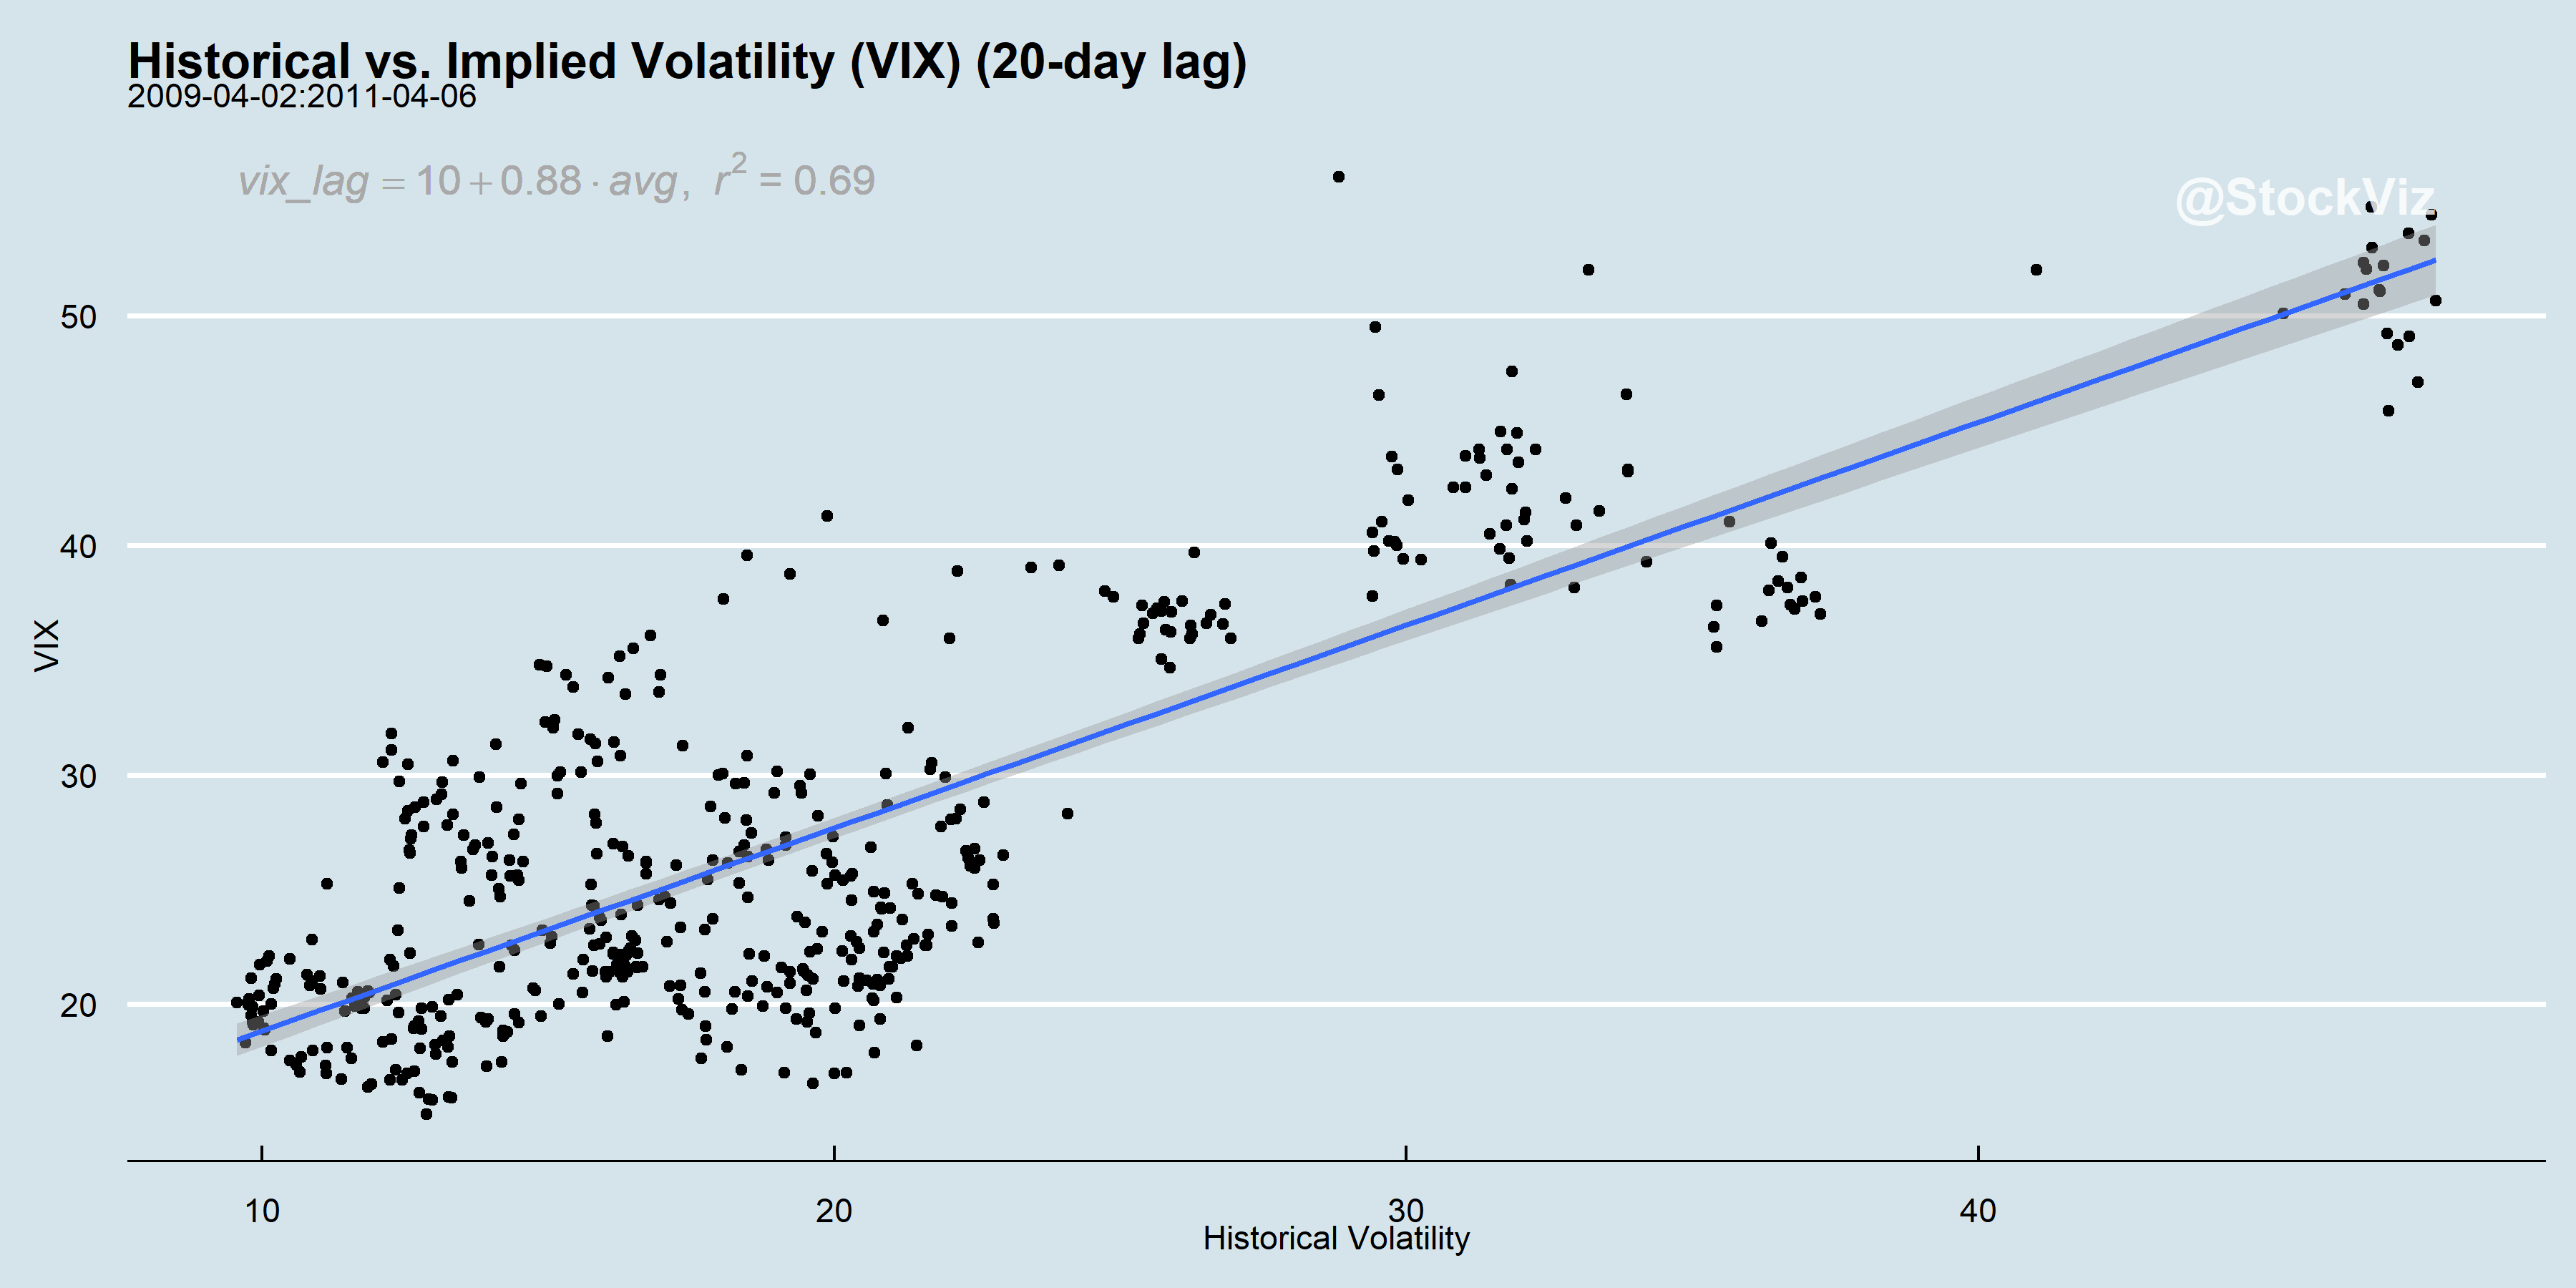 Historical vs. Implied Volatility (VIX) (20-day lag)
2009-04-02:2011-04-06
vix_lag = 10 + 0.88 · avg, r² = 0.69
@StockViz
50
40
30
20
VIX
10 20 30 40
Historical Volatility